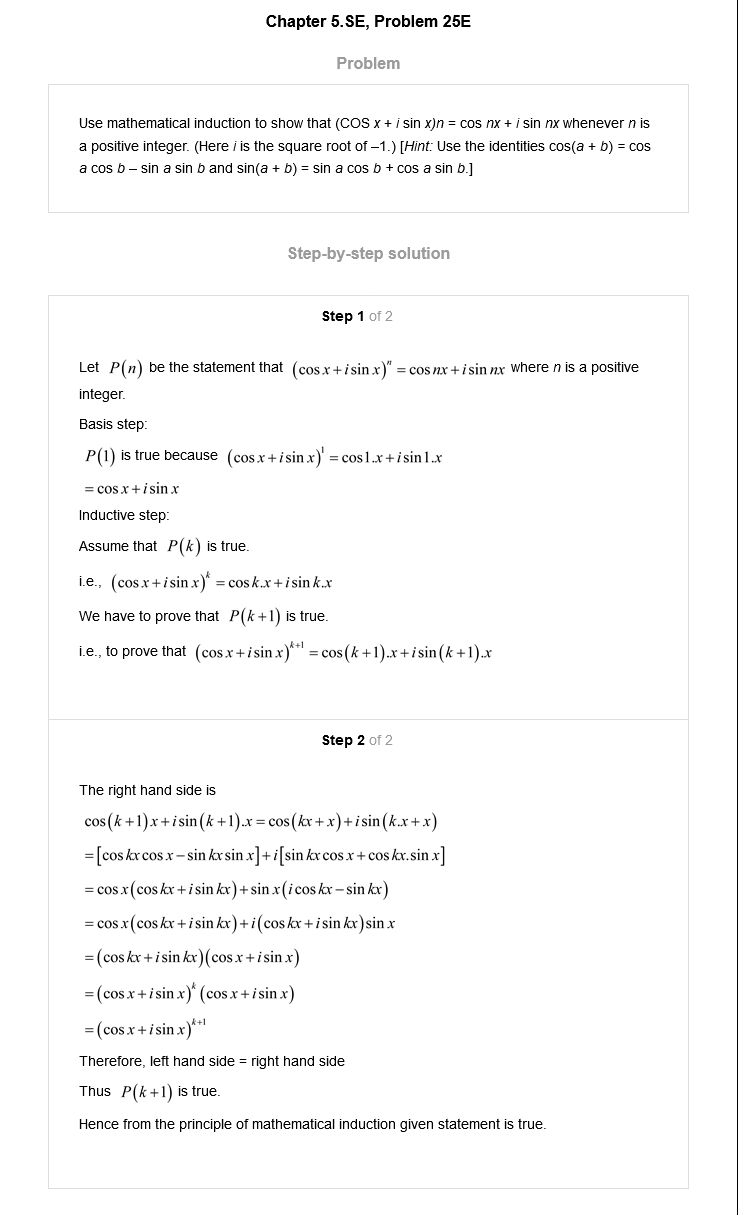 Chapter 5.SE, Problem 25E
Problem
Use mathematical induction to show that (COS x + i sin x)n = cos nx + i sin nx whenever n is
a positive integer. (Here i is the square root of –1.) [Hint: Use the identities cos(a + b) = cos
a cos b – sin a sin b and sin(a + b) = sin a cos b + cos a sin b.]
Step-by-step solution
Step 1 of 2
Let P(n) be the statement that (cos x + i sin x)ⁿ = cos nx + i sin nx where n is a positive
integer.
Basis step:
P(1) is true because (cos x + i sin x)¹ = cos1.x + i sin1.x
= cos x + i sin x
Inductive step:
Assume that P(k) is true.
i.e., (cos x + i sin x)ᵏ = cos k.x + i sin k.x
We have to prove that P(k+1) is true.
i.e., to prove that (cos x + i sin x)ᵏ⁺¹ = cos(k+1).x + i sin(k+1).x
Step 2 of 2
The right hand side is
cos(k+1)x + i sin(k+1).x = cos(kx + x) + i sin(k.x + x)
= [cos kx cos x − sin kx sin x] + i[sin kx cos x + cos kx.sin x]
= cos x(cos kx + i sin kx) + sin x(i cos kx − sin kx)
= cos x(cos kx + i sin kx) + i(cos kx + i sin kx)sin x
= (cos kx + i sin kx)(cos x + i sin x)
= (cos x + i sin x)ᵏ (cos x + i sin x)
= (cos x + i sin x)ᵏ⁺¹
Therefore, left hand side = right hand side
Thus P(k+1) is true.
Hence from the principle of mathematical induction given statement is true.